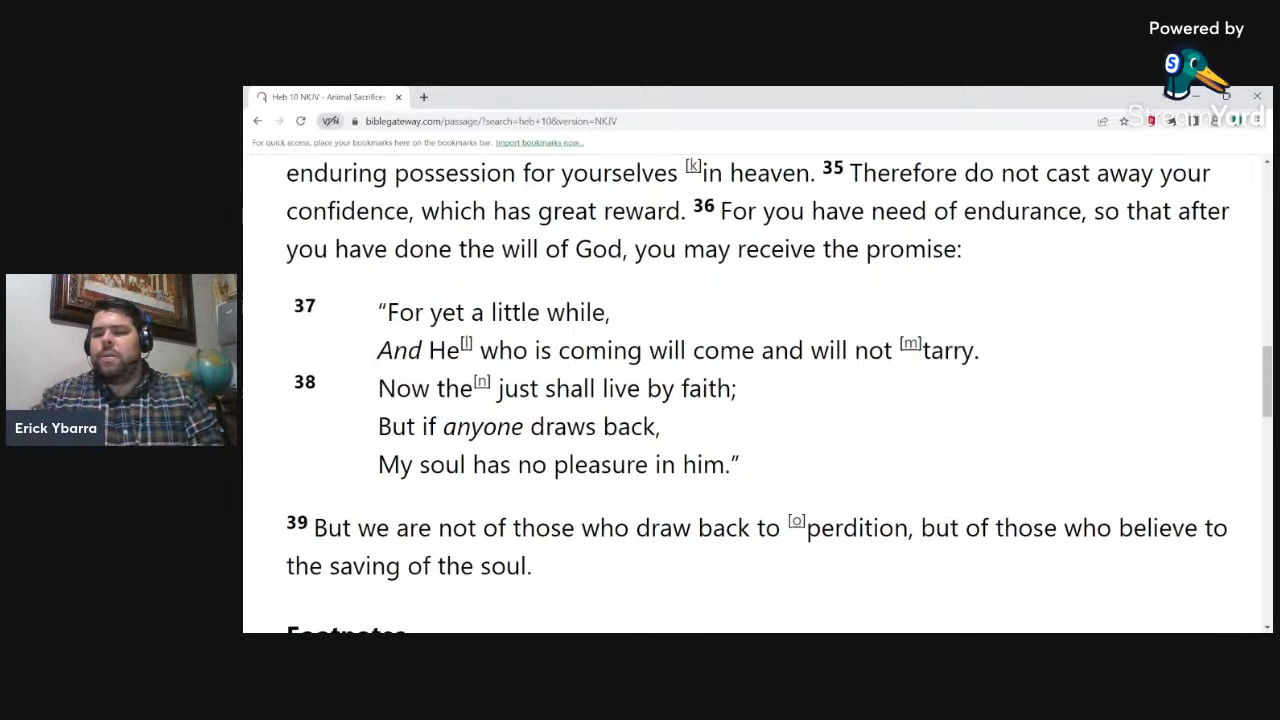 Powered by
StreamYard
Heb 10 NKJV - Animal Sacrifices
biblegateway.com/passage/?search=heb+10&version=NKJV
For quick access, place your bookmarks here on the bookmarks bar. Import bookmarks now...
enduring possession for yourselves [k]in heaven. 35 Therefore do not cast away your
confidence, which has great reward. 36 For you have need of endurance, so that after
you have done the will of God, you may receive the promise:
37 “For yet a little while,
And He[l] who is coming will come and will not [m]tarry.
38 Now the[n] just shall live by faith;
But if anyone draws back,
My soul has no pleasure in him.”
39 But we are not of those who draw back to [o]perdition, but of those who believe to
the saving of the soul.
Footnotes
Erick Ybarra